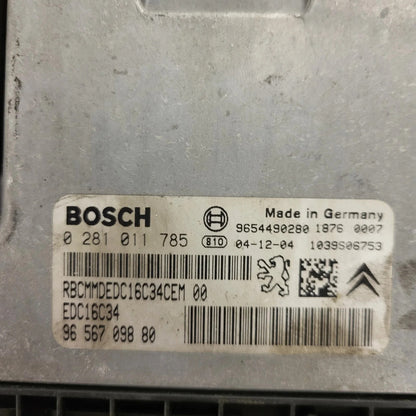 BOSCH
Made in Germany
9654490280 1876 0007
0 281 011 785 810 04-12-04 1039S06753
RBCMMDEDC16C34CEM 00
EDC16C34
96 567 098 80